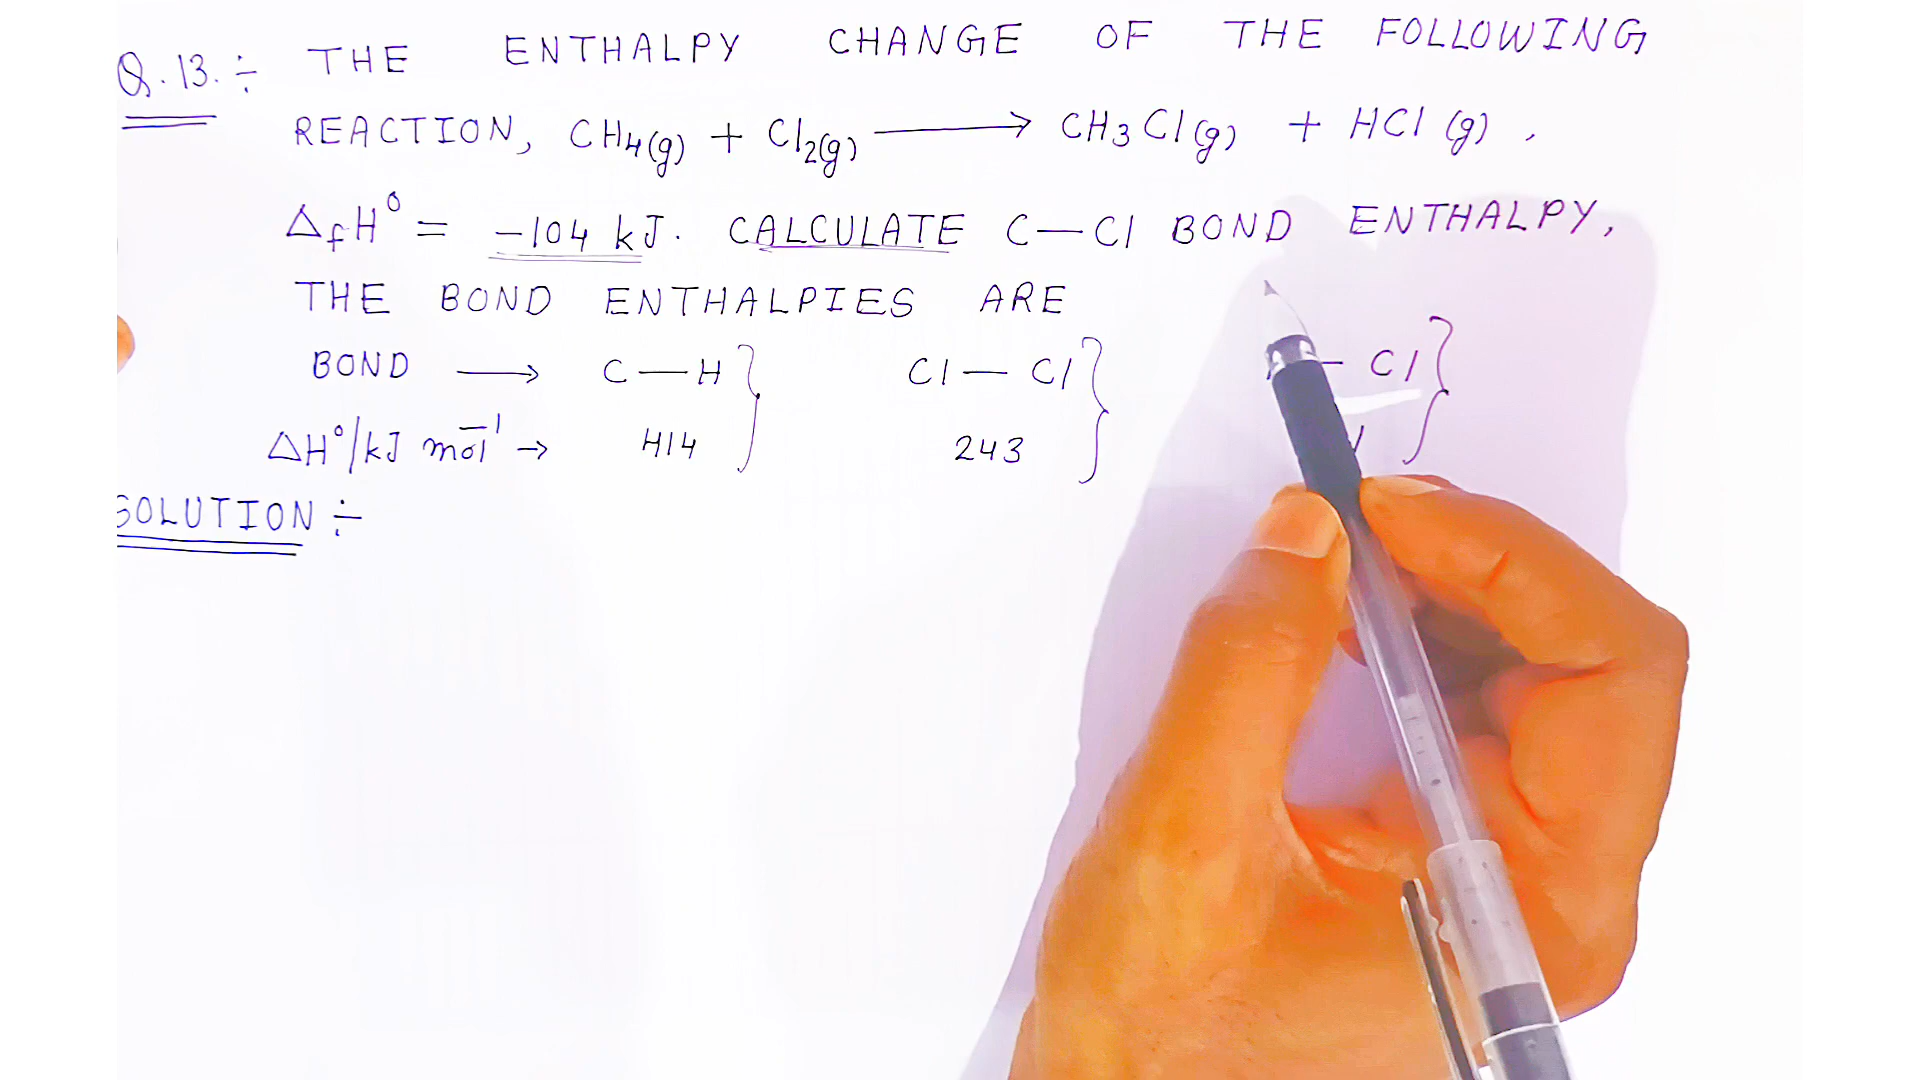 Q.13.÷ THE ENTHALPY CHANGE OF THE FOLLOWING
REACTION, CH4(g) + Cl2(g) → CH3Cl(g) + HCl (g) ,
ΔfH° = -104 kJ. CALCULATE C—Cl BOND ENTHALPY,
THE BOND ENTHALPIES ARE
BOND → C—H} Cl—Cl} — Cl}
ΔH°/kJ mol⁻¹ → 414 243
SOLUTION ÷